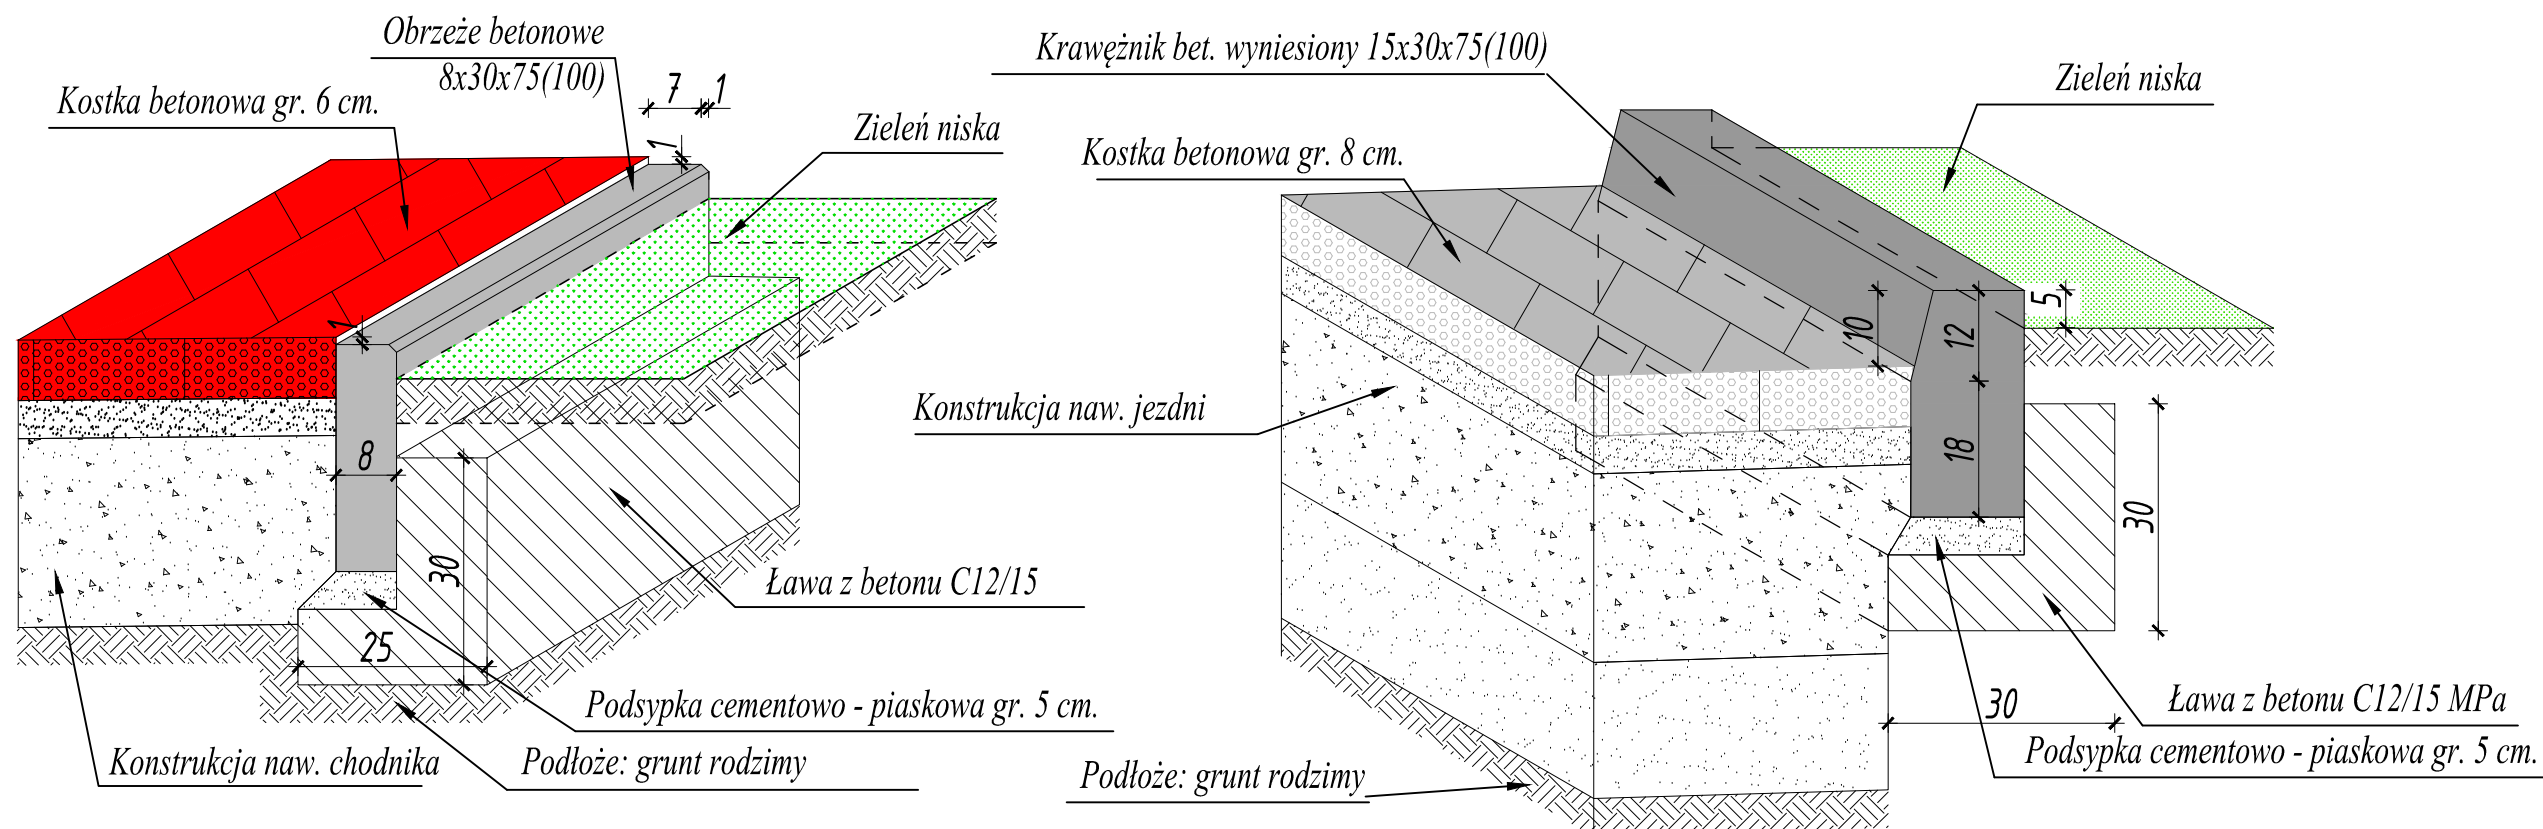 Obrzeże betonowe
8x30x75(100)
Kostka betonowa gr. 6 cm.
7 1
1
Zieleń niska
1
8
30
25
Ława z betonu C12/15
Podsypka cementowo - piaskowa gr. 5 cm.
Konstrukcja naw. chodnika
Podłoże: grunt rodzimy
Krawężnik bet. wyniesiony 15x30x75(100)
Zieleń niska
Kostka betonowa gr. 8 cm.
10
12
5
18
Konstrukcja naw. jezdni
30
30
Ława z betonu C12/15 MPa
Podsypka cementowo - piaskowa gr. 5 cm.
Podłoże: grunt rodzimy